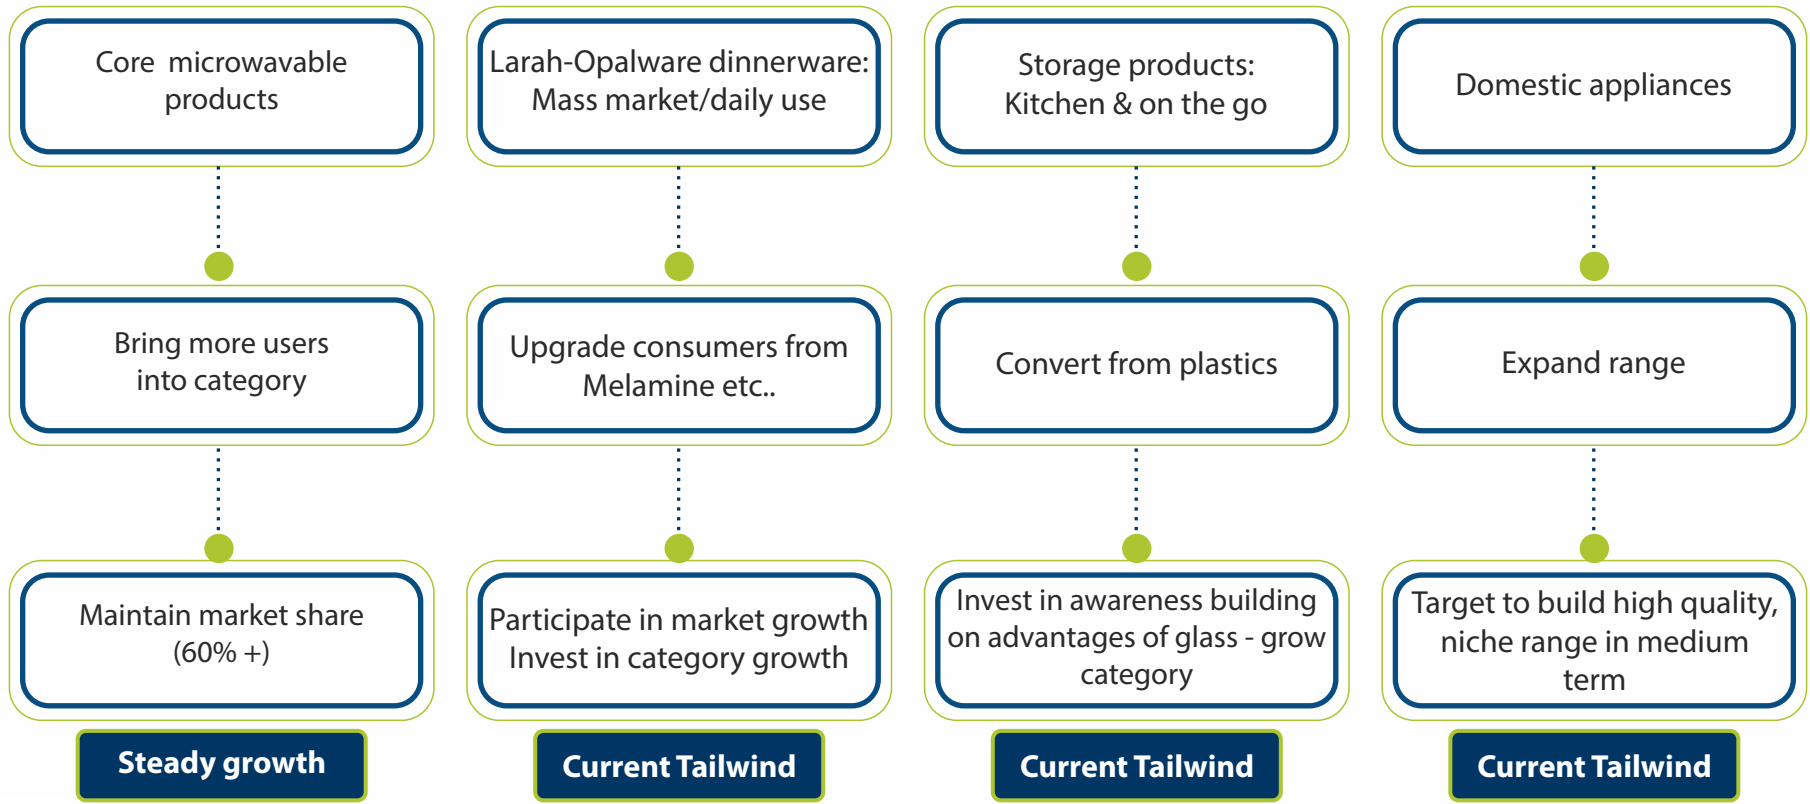 Core microwavable
products
Larah-Opalware dinnerware:
Mass market/daily use
Storage products:
Kitchen & on the go
Domestic appliances
Bring more users
into category
Upgrade consumers from
Melamine etc..
Convert from plastics
Expand range
Maintain market share
(60% +)
Participate in market growth
Invest in category growth
Invest in awareness building
on advantages of glass - grow
category
Target to build high quality,
niche range in medium
term
Steady growth
Current Tailwind
Current Tailwind
Current Tailwind